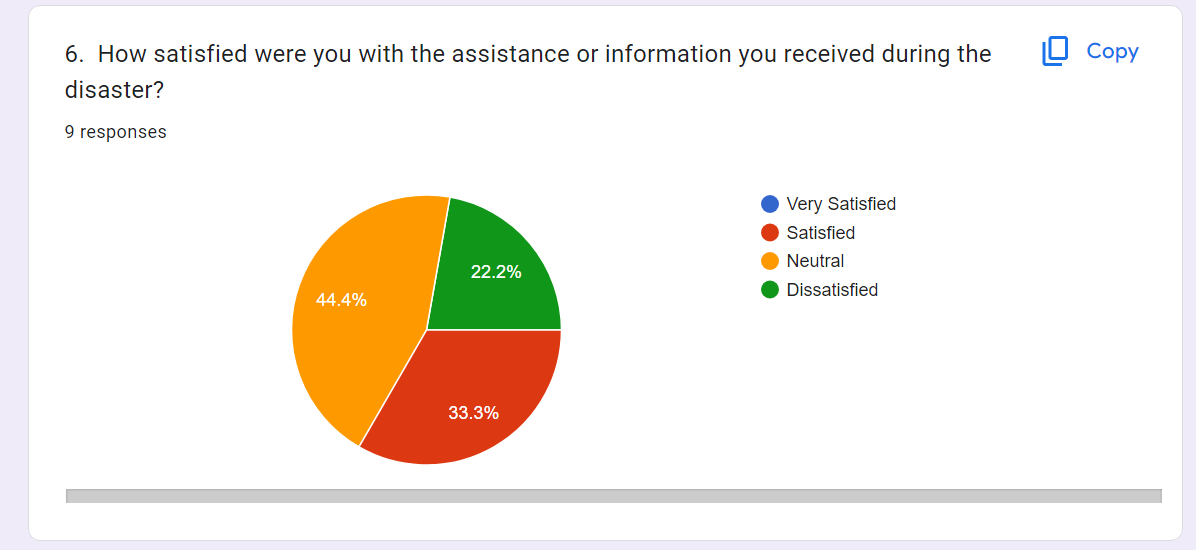 6.  How satisfied were you with the assistance or information you received during the
disaster?
Copy
9 responses
22.2%
44.4%
33.3%
Very Satisfied
Satisfied
Neutral
Dissatisfied